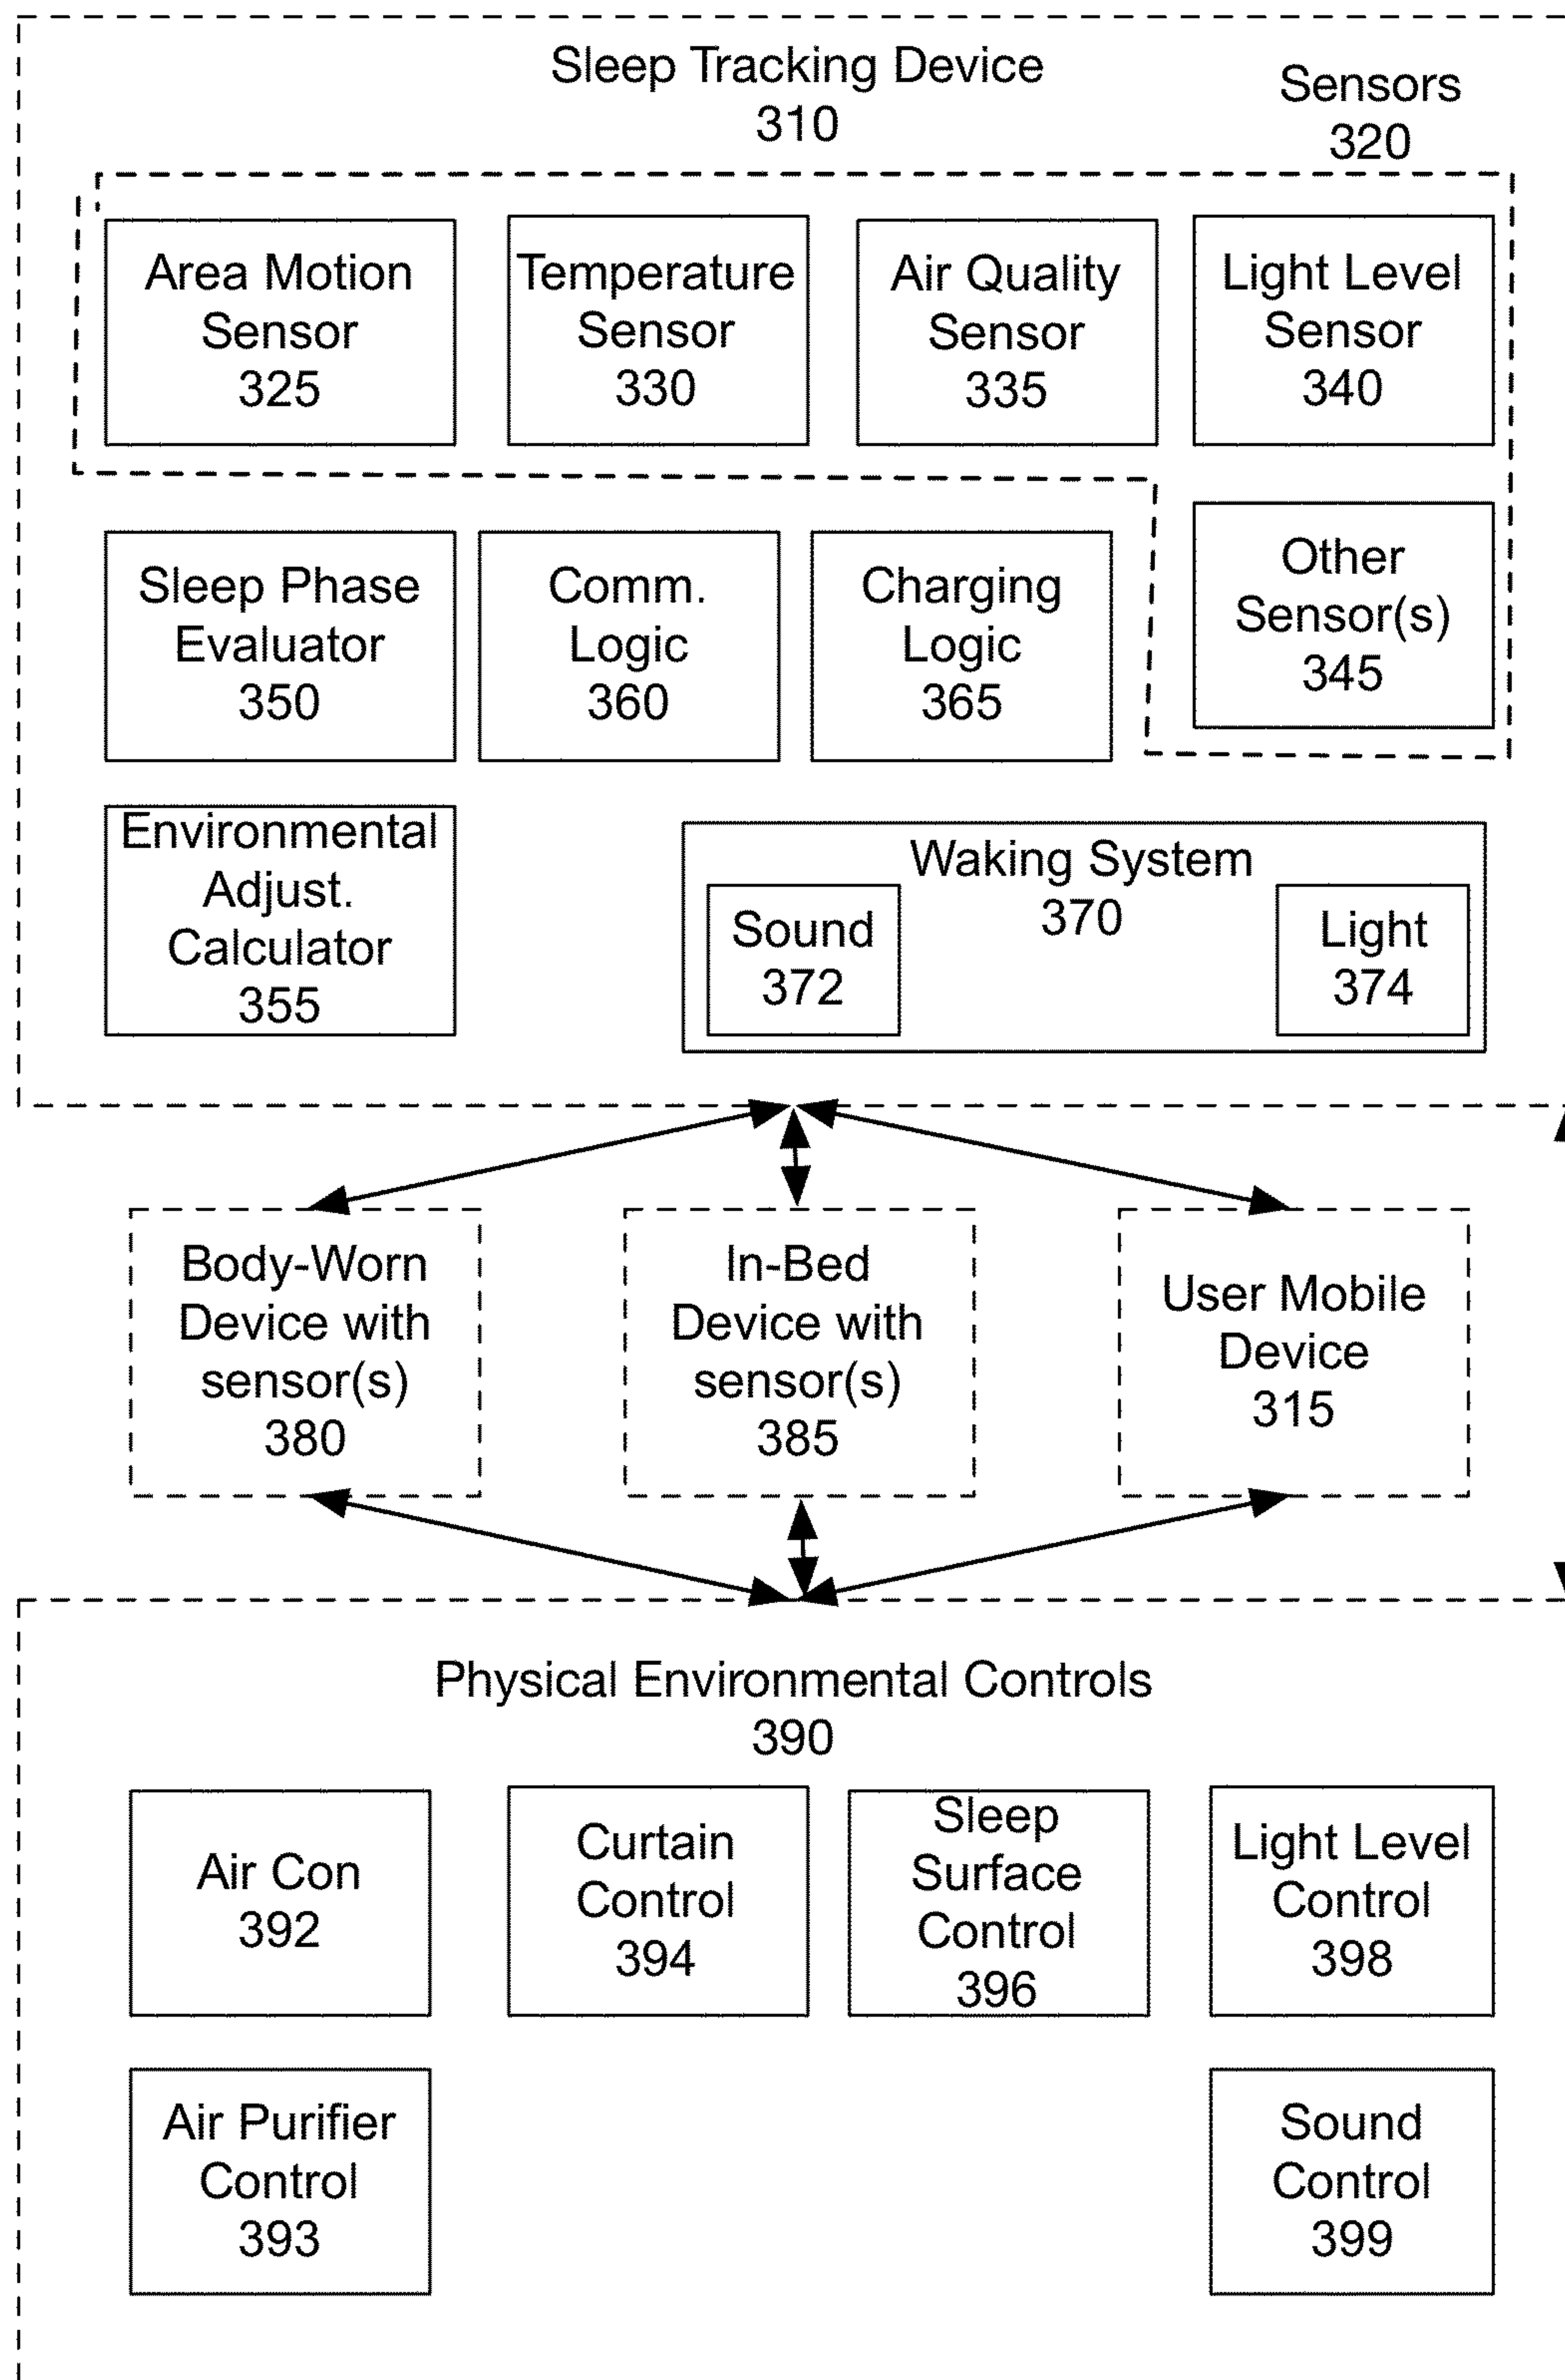 Sleep Tracking Device
310
Sensors
320
Area Motion
Sensor
325
Temperature
Sensor
330
Air Quality
Sensor
335
Light Level
Sensor
340
Other
Sensor(s)
345
Sleep Phase
Evaluator
350
Comm.
Logic
360
Charging
Logic
365
Environmental
Adjust.
Calculator
355
Waking System
370
Sound
372
Light
374
Body-Worn
Device with
sensor(s)
380
In-Bed
Device with
sensor(s)
385
User Mobile
Device
315
Physical Environmental Controls
390
Air Con
392
Curtain
Control
394
Sleep
Surface
Control
396
Light Level
Control
398
Air Purifier
Control
393
Sound
Control
399